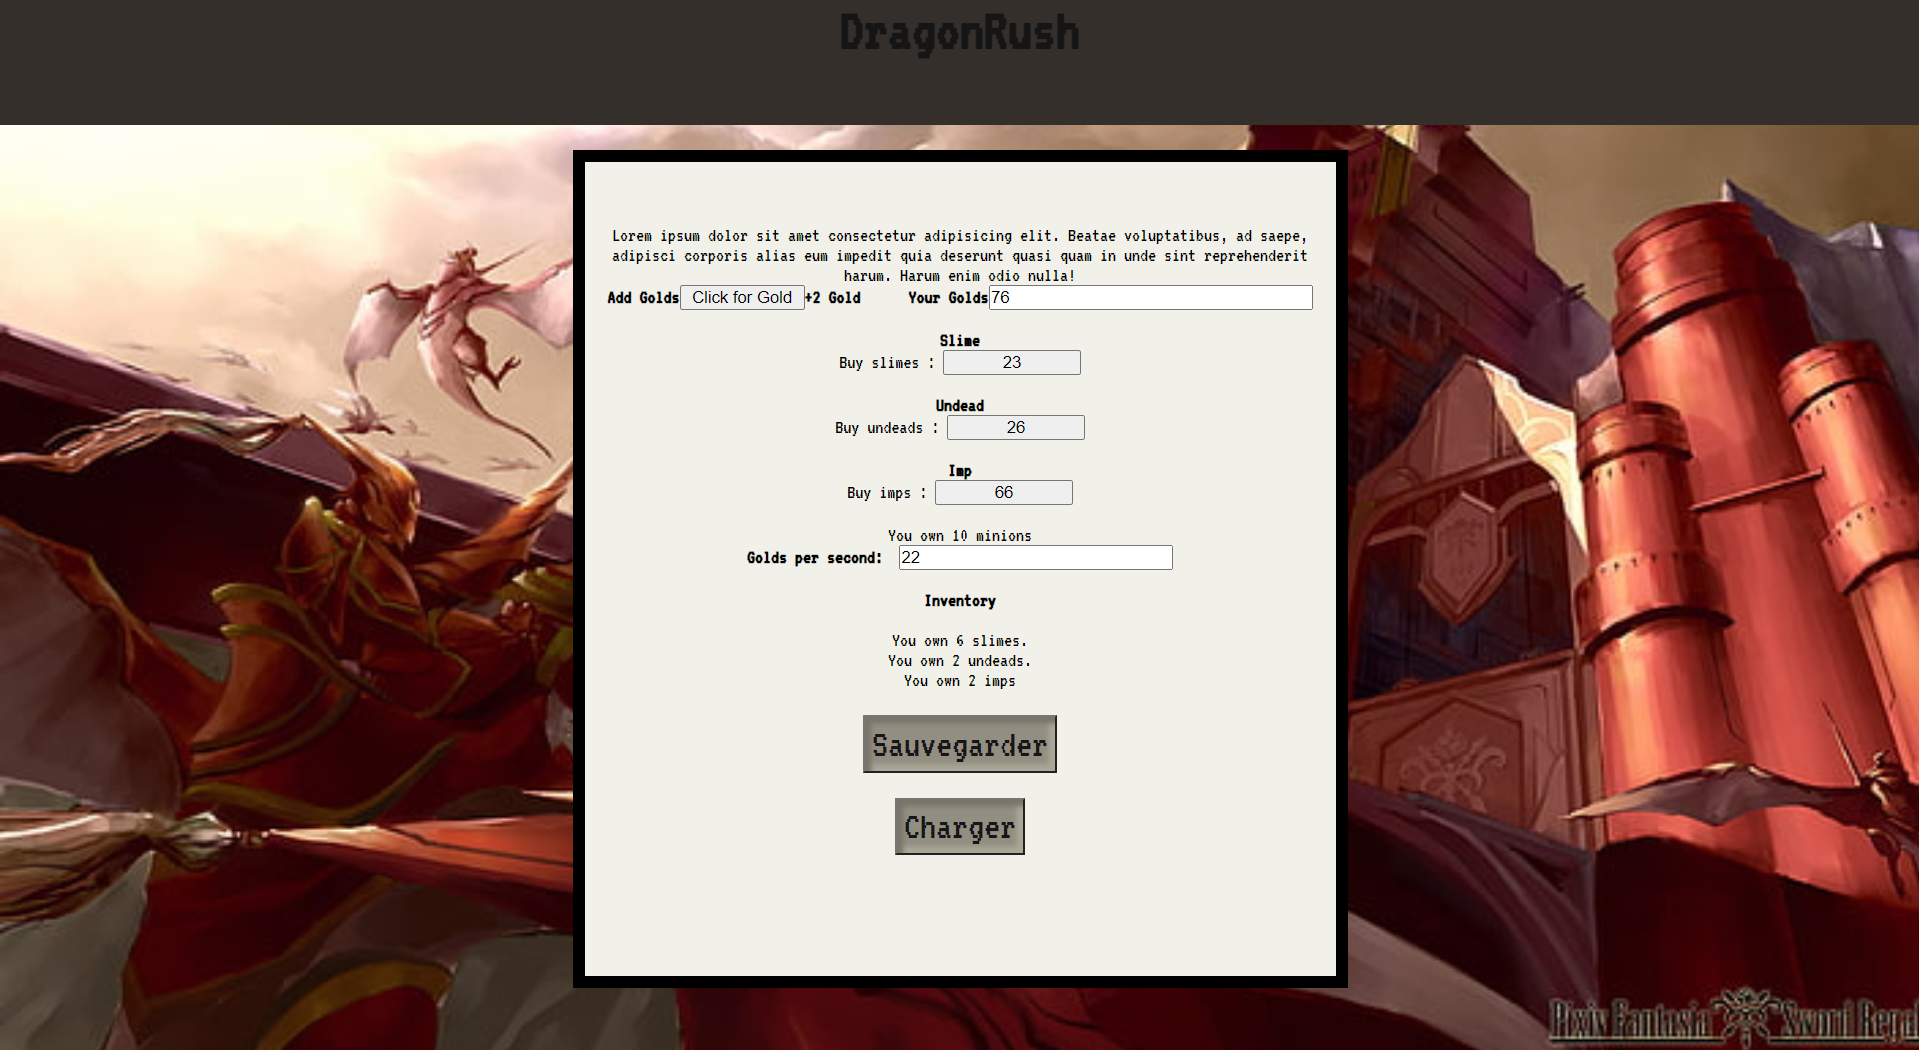 DragonRush
Lorem ipsum dolor sit amet consectetur adipisicing elit. Beatae voluptatibus, ad saepe,
adipisci corporis alias eum impedit quia deserunt quasi quam in unde sint reprehenderit
harum. Harum enim odio nulla!
Add Golds Click for Gold +2 Gold Your Golds 76
Slime
Buy slimes : 23
Undead
Buy undeads : 26
Imp
Buy imps : 66
You own 10 minions
Golds per second: 22
Inventory
You own 6 slimes.
You own 2 undeads.
You own 2 imps
Sauvegarder
Charger
Pixiv Fantasia Sword Regal